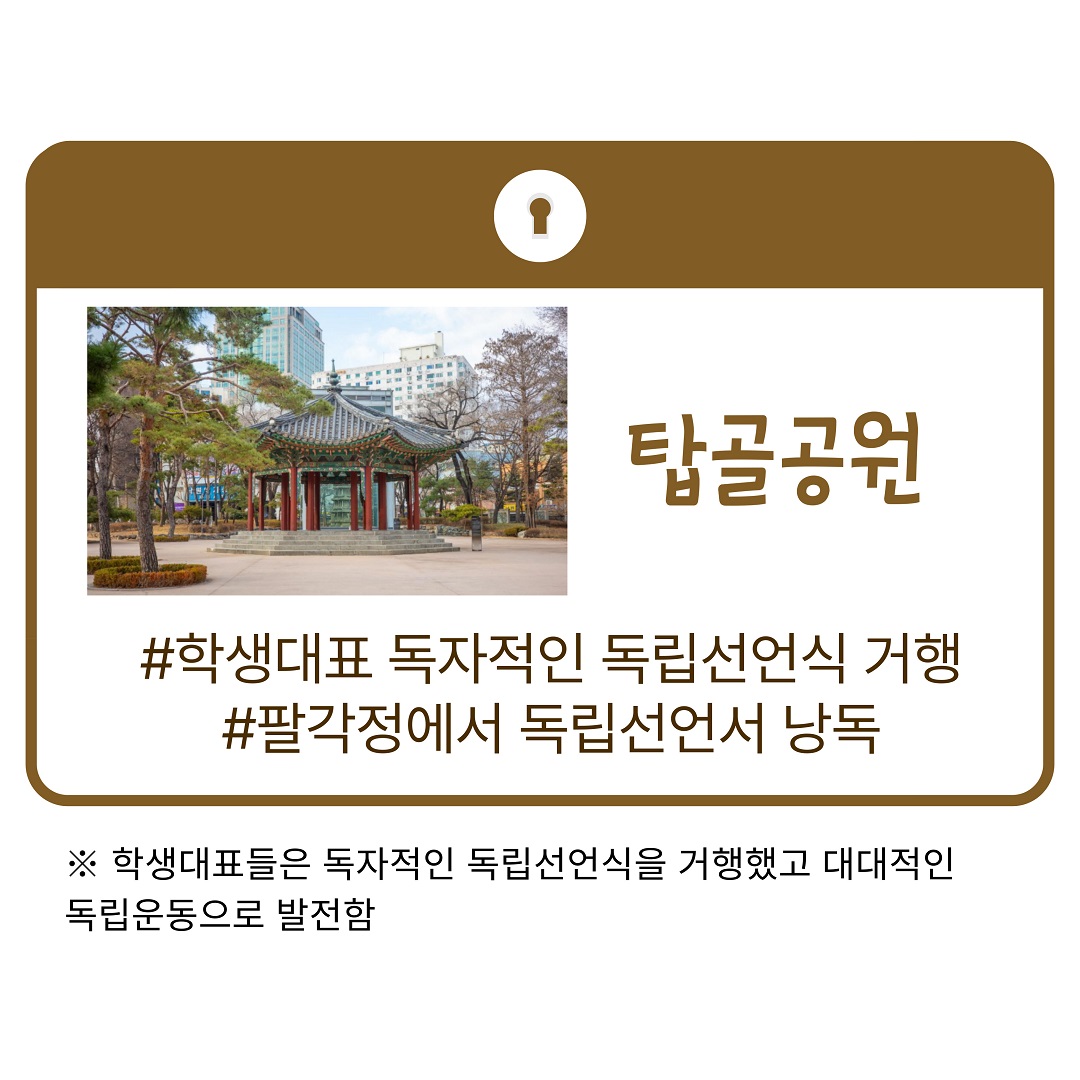 탑골공원
#학생대표 독자적인 독립선언식 거행
#팔각정에서 독립선언서 낭독
※ 학생대표들은 독자적인 독립선언식을 거행했고 대대적인
독립운동으로 발전함